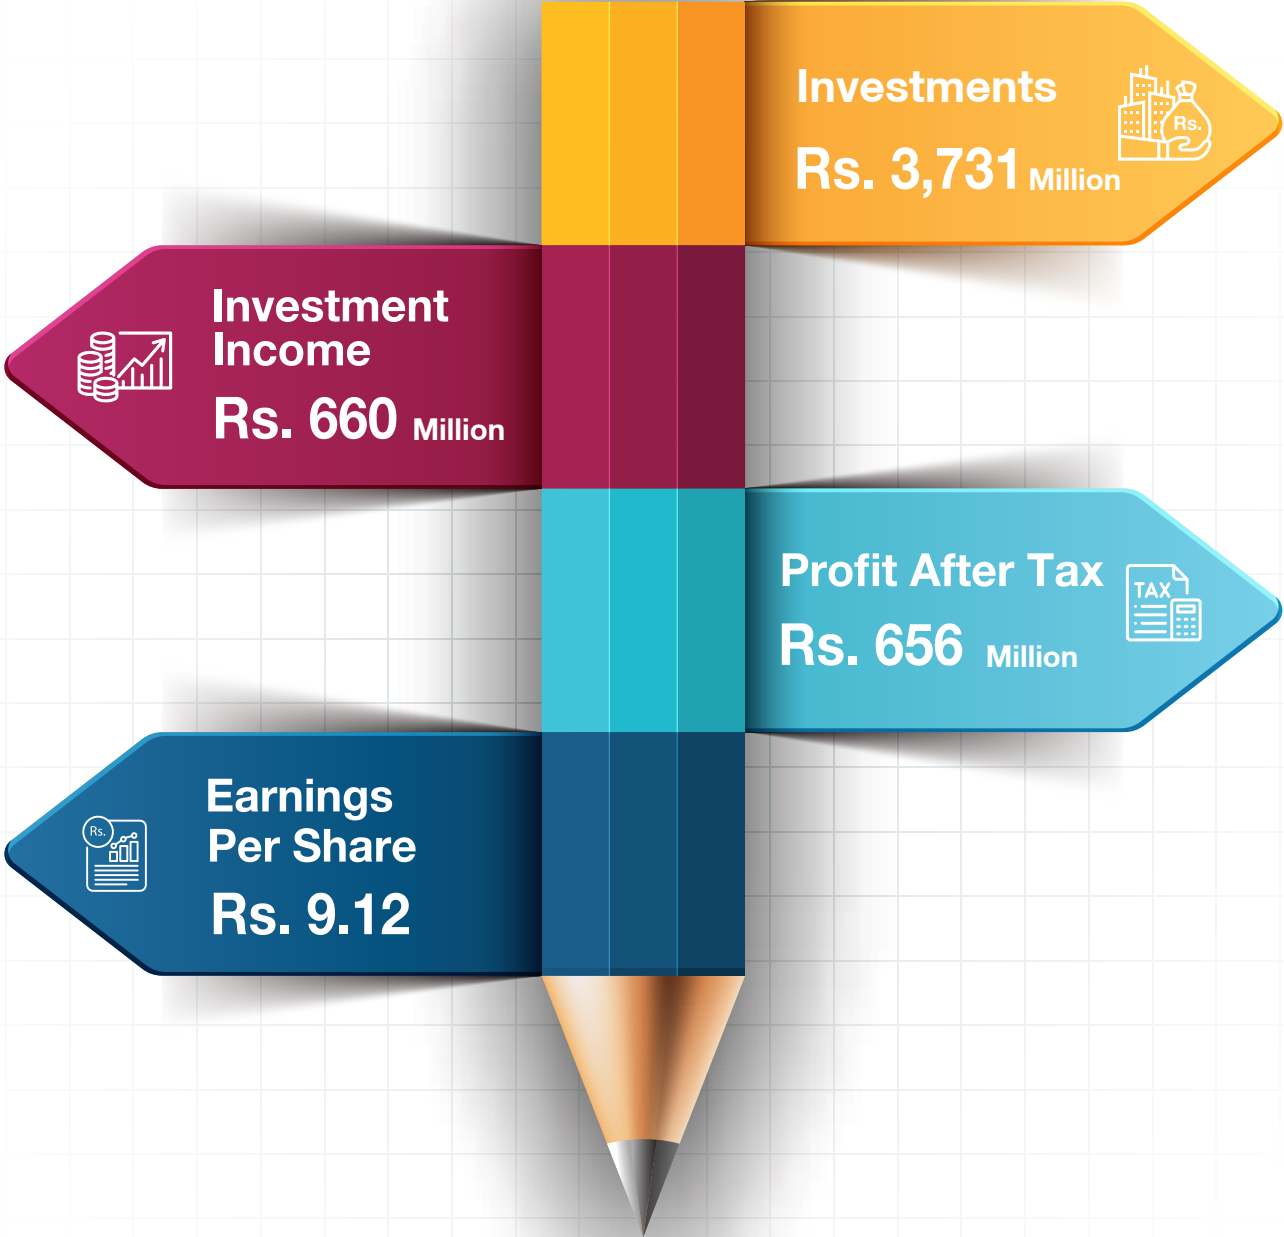 Investments
Rs.
Rs. 3,731 Million
Investment
Income
Rs. 660 Million
Profit After Tax
TAX
Rs. 656 Million
Earnings
Per Share
Rs.
Rs. 9.12